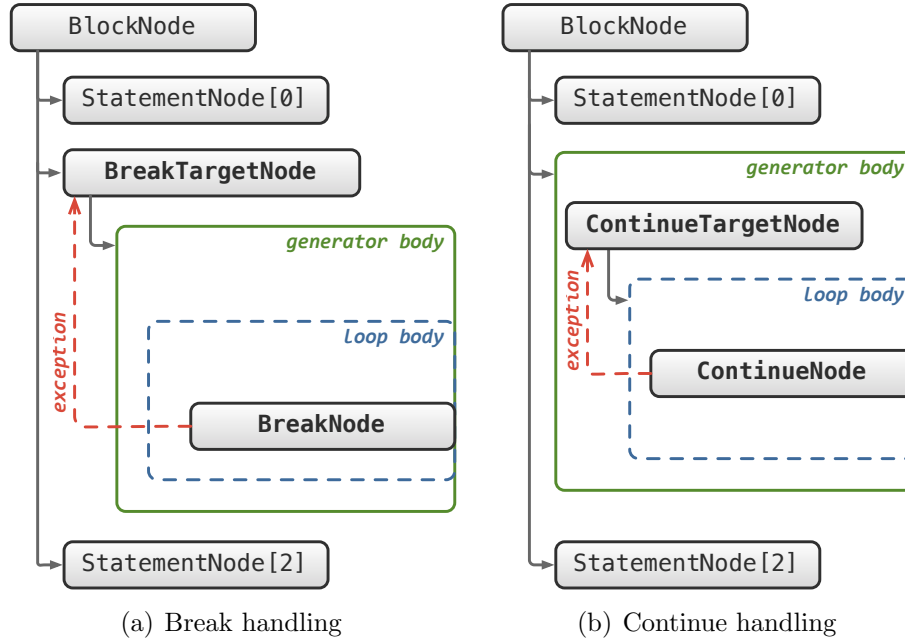 BlockNode
StatementNode[0]
BreakTargetNode
generator body
loop body
exception
BreakNode
StatementNode[2]
(a) Break handling
BlockNode
StatementNode[0]
generator body
ContinueTargetNode
loop body
exception
ContinueNode
StatementNode[2]
(b) Continue handling